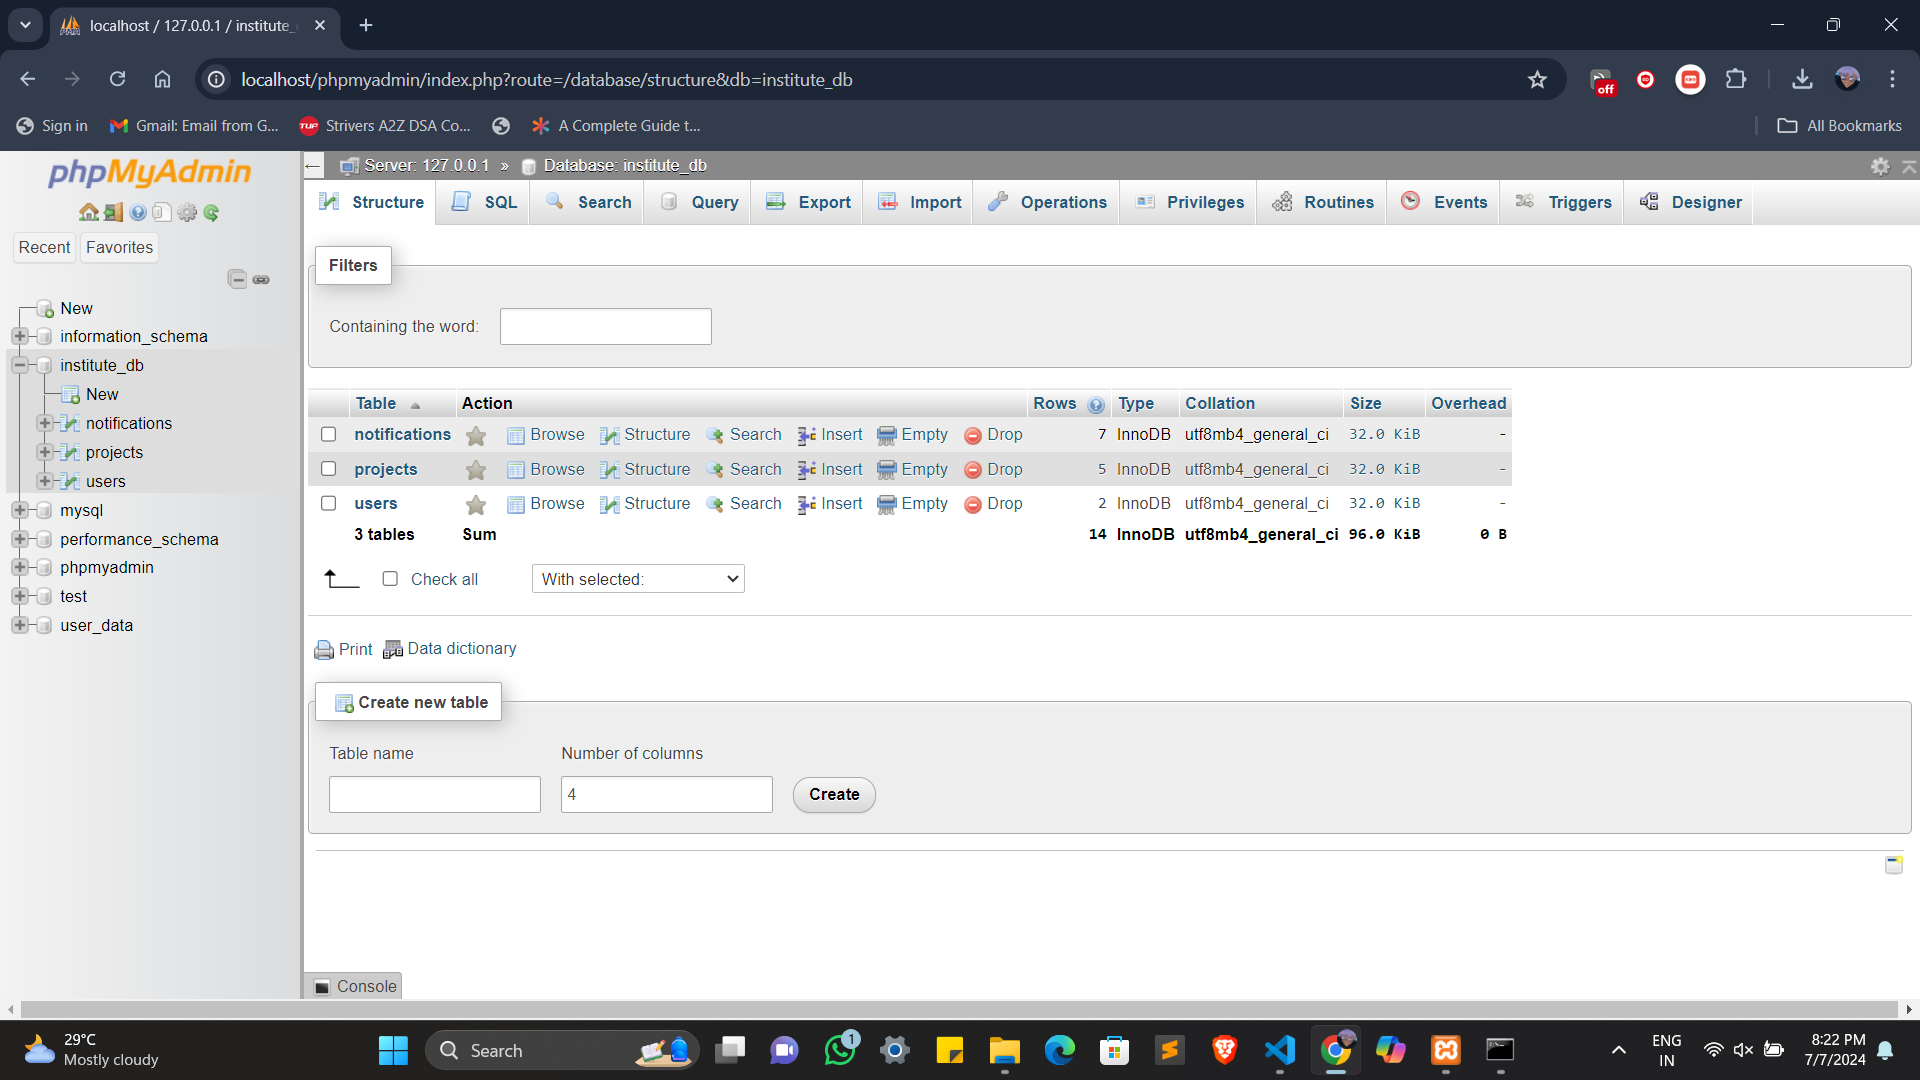 localhost / 127.0.0.1 / institute_
localhost/phpmyadmin/index.php?route=/database/structure&db=institute_db
off
Sign in
Gmail: Email from G...
TUF
Strivers A2Z DSA Co...
A Complete Guide t...
All Bookmarks
phpMyAdmin
Recent
Favorites
New
information_schema
institute_db
New
notifications
projects
users
mysql
performance_schema
phpmyadmin
test
user_data
Server: 127.0.0.1 » Database: institute_db
Structure
SQL
Search
Query
Export
Import
Operations
Privileges
Routines
Events
Triggers
Designer
Filters
Containing the word:
Table Action Rows Type Collation Size Overhead
notifications Browse Structure Search Insert Empty Drop 7 InnoDB utf8mb4_general_ci 32.0 KiB -
projects Browse Structure Search Insert Empty Drop 5 InnoDB utf8mb4_general_ci 32.0 KiB -
users Browse Structure Search Insert Empty Drop 2 InnoDB utf8mb4_general_ci 32.0 KiB -
3 tables Sum 14 InnoDB utf8mb4_general_ci 96.0 KiB 0 B
Check all
With selected:
Print
Data dictionary
Create new table
Table name
Number of columns
4
Create
Console
29°C
Mostly cloudy
Search
1
ENG
IN
8:22 PM
7/7/2024